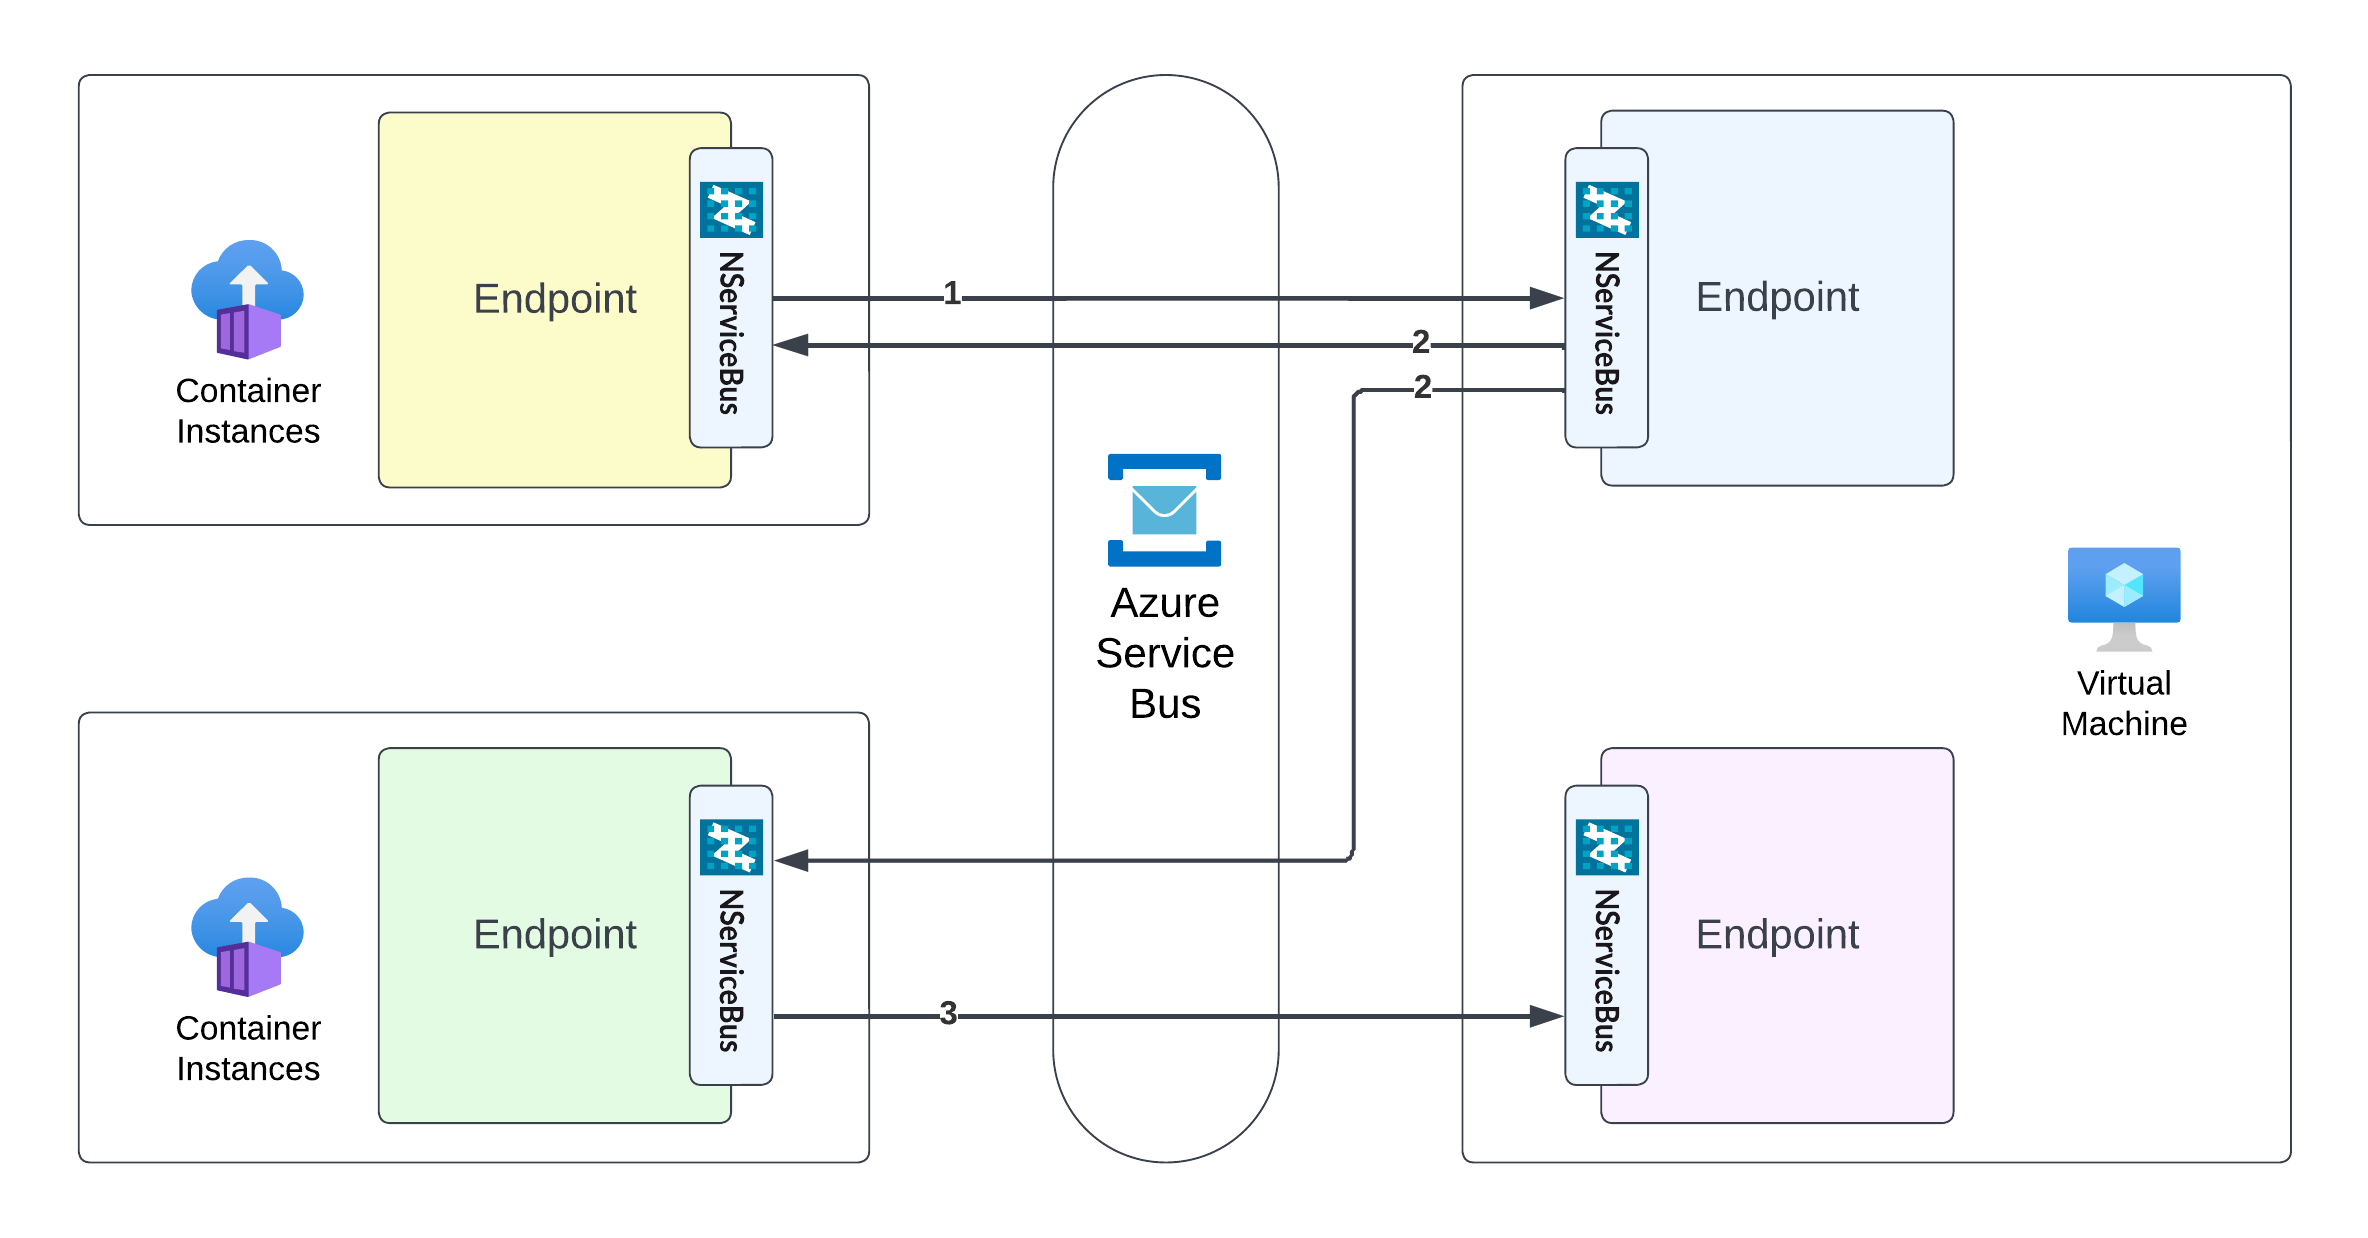 Endpoint
NServiceBus
Container
Instances
1
2
2
NServiceBus
Endpoint
Azure
Service
Bus
Virtual
Machine
Endpoint
NServiceBus
Container
Instances
3
NServiceBus
Endpoint